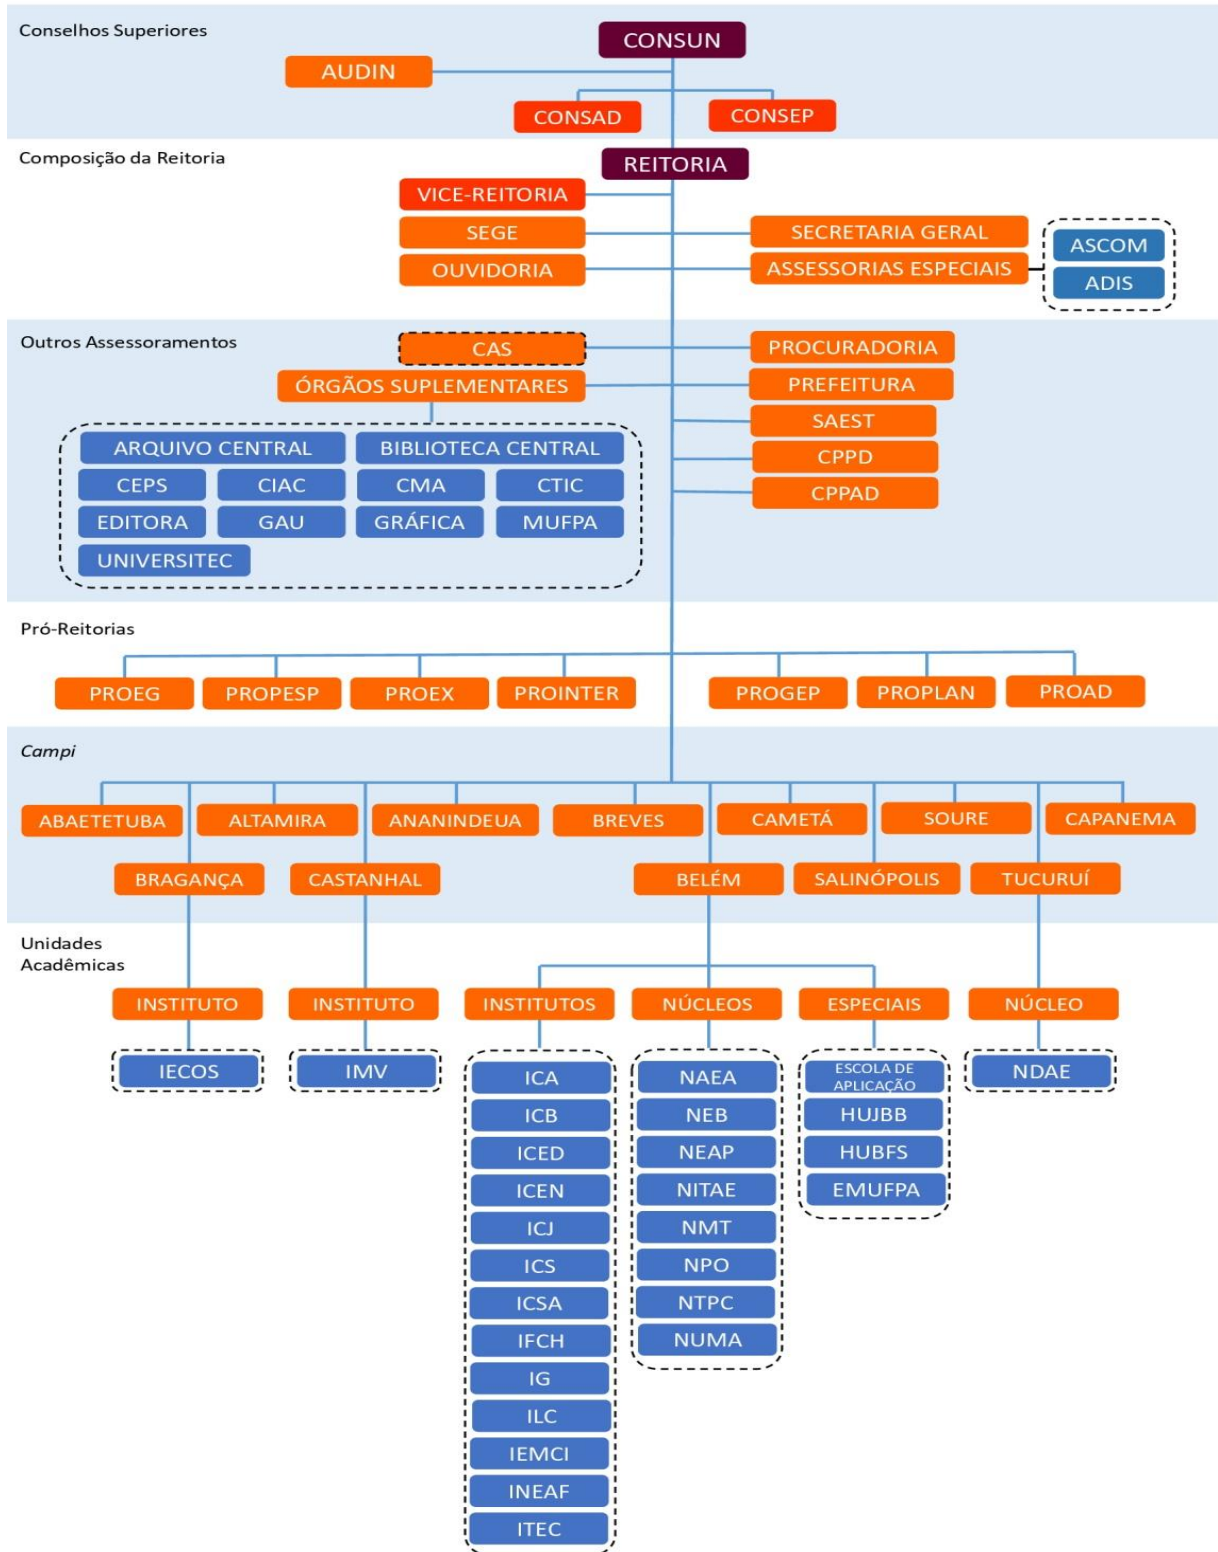 Conselhos Superiores
CONSUN
AUDIN
CONSAD
CONSEP
Composição da Reitoria
REITORIA
VICE-REITORIA
SEGE
SECRETARIA GERAL
OUVIDORIA
ASSESSORIAS ESPECIAIS
ASCOM
ADIS
Outros Assessoramentos
CAS
PROCURADORIA
ÓRGÃOS SUPLEMENTARES
PREFEITURA
SAEST
CPPD
CPPAD
ARQUIVO CENTRAL
BIBLIOTECA CENTRAL
CEPS
CIAC
CMA
CTIC
EDITORA
GAU
GRÁFICA
MUFPA
UNIVERSITEC
Pró-Reitorias
PROEG
PROPESP
PROEX
PROINTER
PROGEP
PROPLAN
PROAD
Campi
ABAETETUBA
ALTAMIRA
ANANINDEUA
BREVES
CAMETÁ
SOURE
CAPANEMA
BRAGANÇA
CASTANHAL
BELÉM
SALINÓPOLIS
TUCURUÍ
Unidades
Acadêmicas
INSTITUTO
INSTITUTO
INSTITUTOS
NÚCLEOS
ESPECIAIS
NÚCLEO
IECOS
IMV
ICA
ICB
ICED
ICEN
ICJ
ICS
ICSA
IFCH
IG
ILC
IEMCI
INEAF
ITEC
NAEA
NEB
NEAP
NITAE
NMT
NPO
NTPC
NUMA
ESCOLA DE
APLICAÇÃO
HUJBB
HUBFS
EMUFPA
NDAE